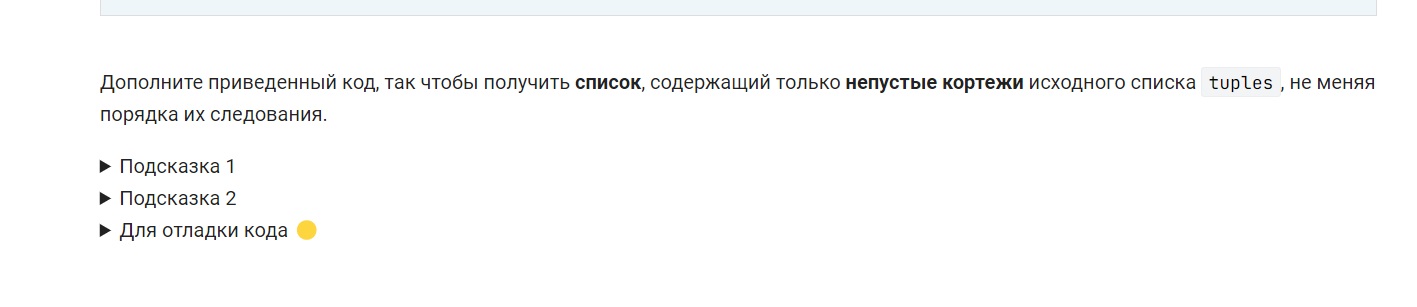 Дополните приведенный код, так чтобы получить список, содержащий только непустые кортежи исходного списка tuples, не меняя
порядка их следования.
Подсказка 1
Подсказка 2
Для отладки кода